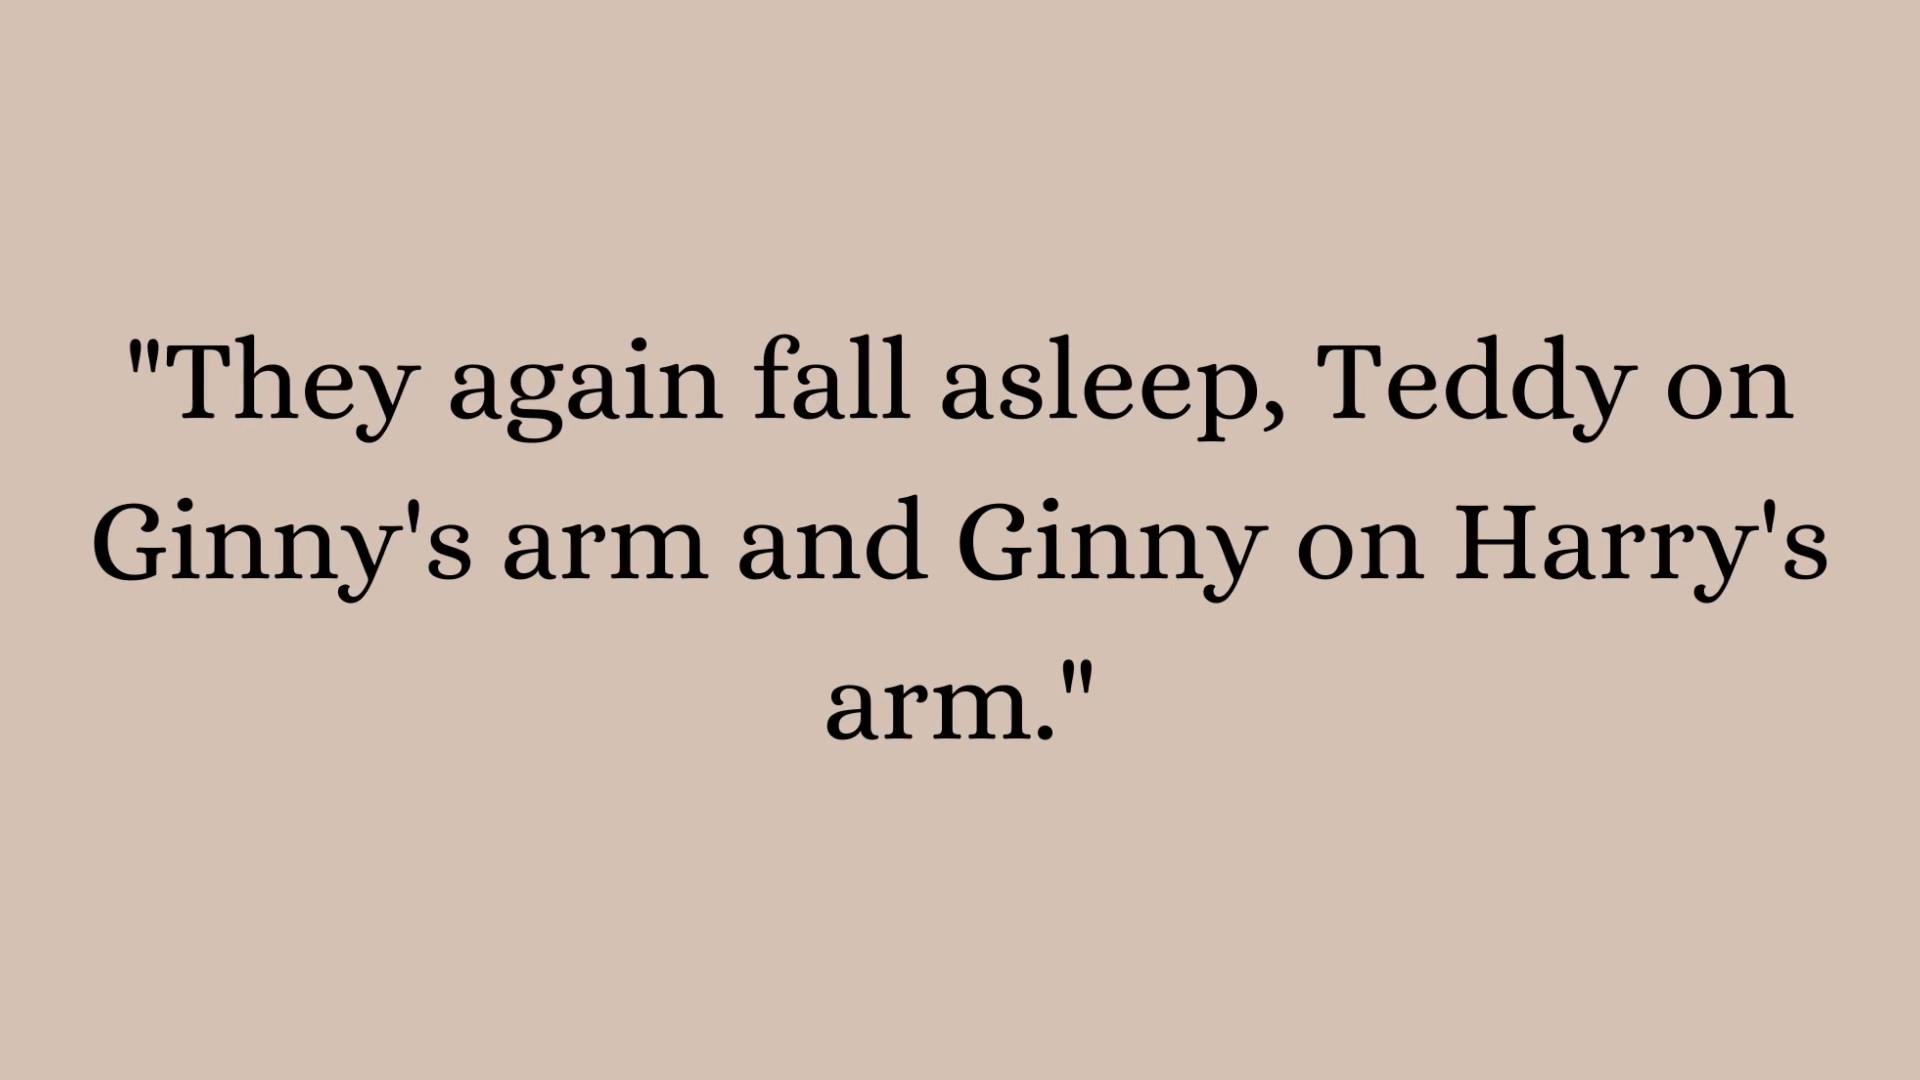 "They again fall asleep, Teddy on
Ginny's arm and Ginny on Harry's
arm."